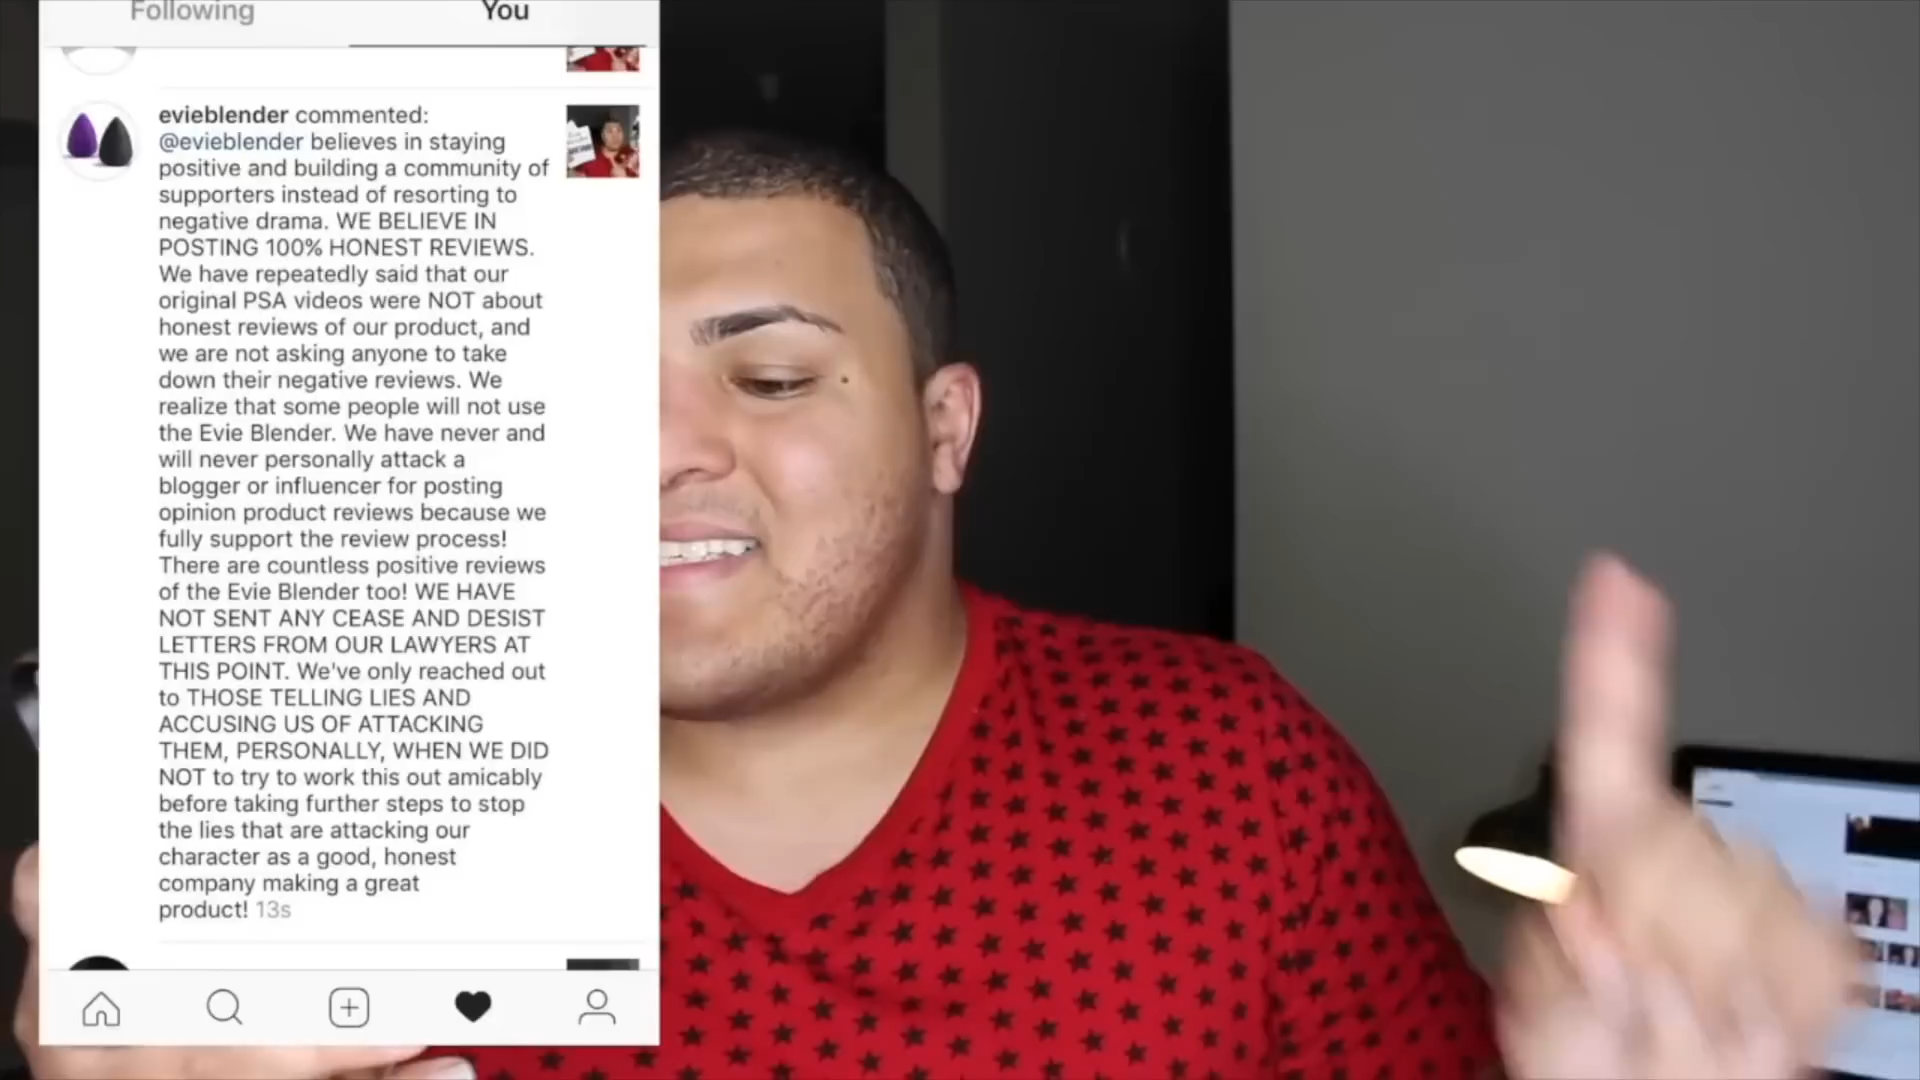 Following
You
evieblender commented:
@evieblender believes in staying
positive and building a community of
supporters instead of resorting to
negative drama. WE BELIEVE IN
POSTING 100% HONEST REVIEWS.
We have repeatedly said that our
original PSA videos were NOT about
honest reviews of our product, and
we are not asking anyone to take
down their negative reviews. We
realize that some people will not use
the Evie Blender. We have never and
will never personally attack a
blogger or influencer for posting
opinion product reviews because we
fully support the review process!
There are countless positive reviews
of the Evie Blender too! WE HAVE
NOT SENT ANY CEASE AND DESIST
LETTERS FROM OUR LAWYERS AT
THIS POINT. We've only reached out
to THOSE TELLING LIES AND
ACCUSING US OF ATTACKING
THEM, PERSONALLY, WHEN WE DID
NOT to try to work this out amicably
before taking further steps to stop
the lies that are attacking our
character as a good, honest
company making a great
product! 13s